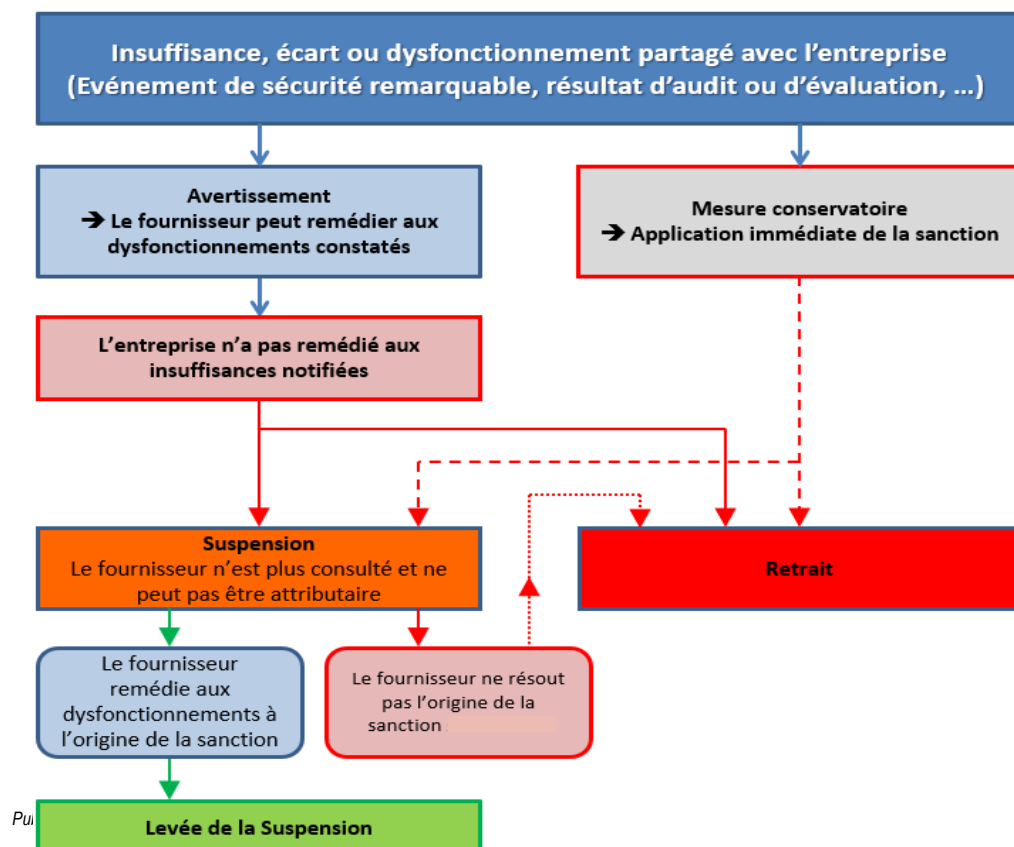 Insuffisance, écart ou dysfonctionnement partagé avec l’entreprise
(Evénement de sécurité remarquable, résultat d’audit ou d’évaluation, …)
Avertissement
➔ Le fournisseur peut remédier aux
dysfonctionnements constatés
Mesure conservatoire
➔ Application immédiate de la sanction
L’entreprise n’a pas remédié aux
insuffisances notifiées
Suspension
Le fournisseur n’est plus consulté et ne
peut pas être attributaire
Retrait
Le fournisseur
remédie aux
dysfonctionnements à
l’origine de la sanction
Le fournisseur ne résout
pas l’origine de la
sanction
Levée de la Suspension